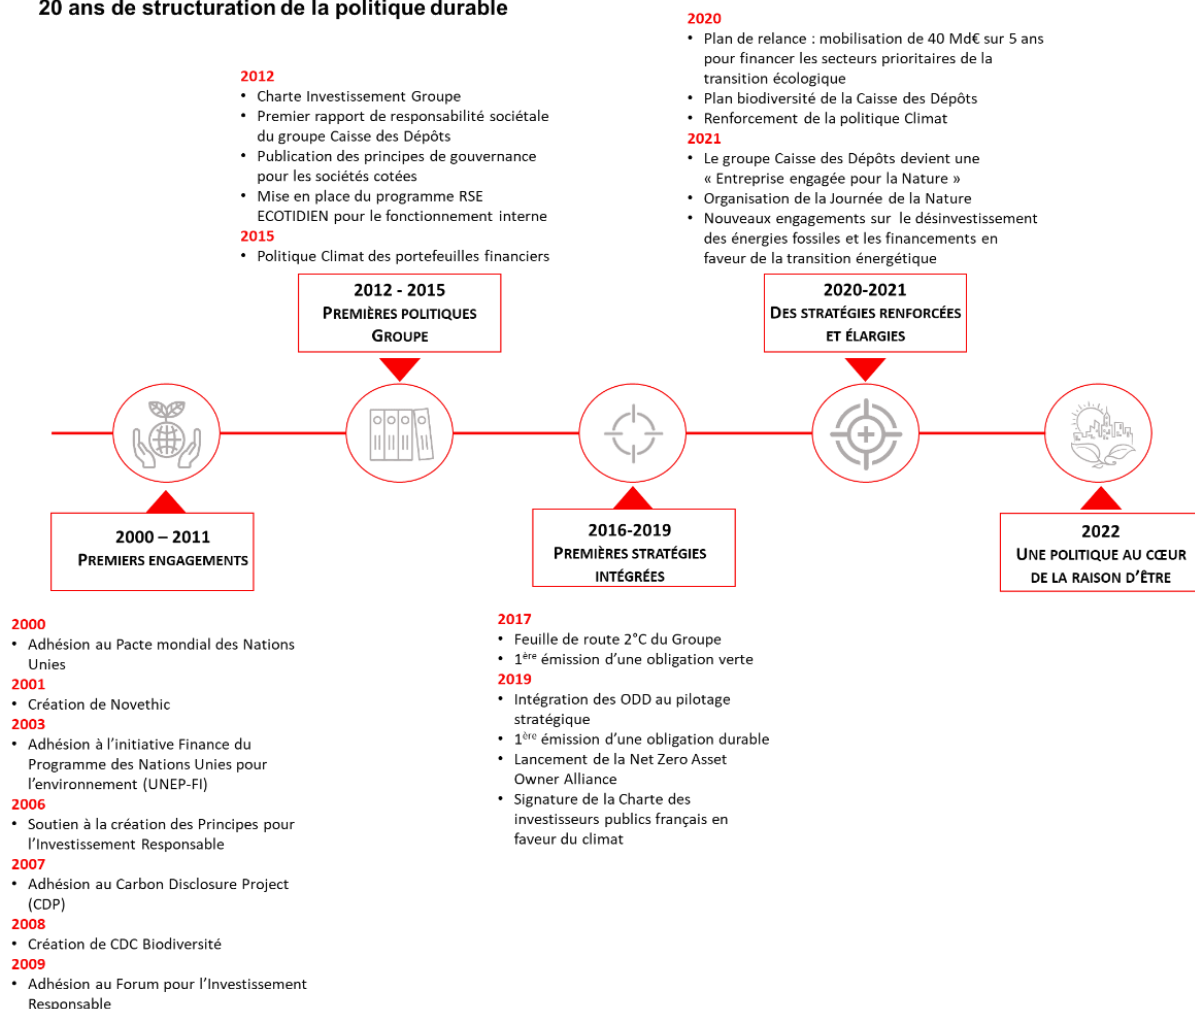 20 ans de structuration de la politique durable
2012
• Charte Investissement Groupe
• Premier rapport de responsabilité sociétale
du groupe Caisse des Dépôts
• Publication des principes de gouvernance
pour les sociétés cotées
• Mise en place du programme RSE
ECOTIDIEN pour le fonctionnement interne
2015
• Politique Climat des portefeuilles financiers
2012 - 2015
PREMIÈRES POLITIQUES
GROUPE
2020
• Plan de relance : mobilisation de 40 Md€ sur 5 ans
pour financer les secteurs prioritaires de la
transition écologique
• Plan biodiversité de la Caisse des Dépôts
• Renforcement de la politique Climat
2021
• Le groupe Caisse des Dépôts devient une
« Entreprise engagée pour la Nature »
• Organisation de la Journée de la Nature
• Nouveaux engagements sur le désinvestissement
des énergies fossiles et les financements en
faveur de la transition énergétique
2020-2021
DES STRATÉGIES RENFORCÉES
ET ÉLARGIES
2000 – 2011
PREMIERS ENGAGEMENTS
2000
• Adhésion au Pacte mondial des Nations
Unies
2001
• Création de Novethic
2003
• Adhésion à l’initiative Finance du
Programme des Nations Unies pour
l’environnement (UNEP-FI)
2006
• Soutien à la création des Principes pour
l’Investissement Responsable
2007
• Adhésion au Carbon Disclosure Project
(CDP)
2008
• Création de CDC Biodiversité
2009
• Adhésion au Forum pour l’Investissement
Responsable
2016-2019
PREMIÈRES STRATÉGIES
INTÉGRÉES
2017
• Feuille de route 2°C du Groupe
• 1ère émission d’une obligation verte
2019
• Intégration des ODD au pilotage
stratégique
• 1ère émission d’une obligation durable
• Lancement de la Net Zero Asset
Owner Alliance
• Signature de la Charte des
investisseurs publics français en
faveur du climat
2022
UNE POLITIQUE AU CŒUR
DE LA RAISON D’ÊTRE